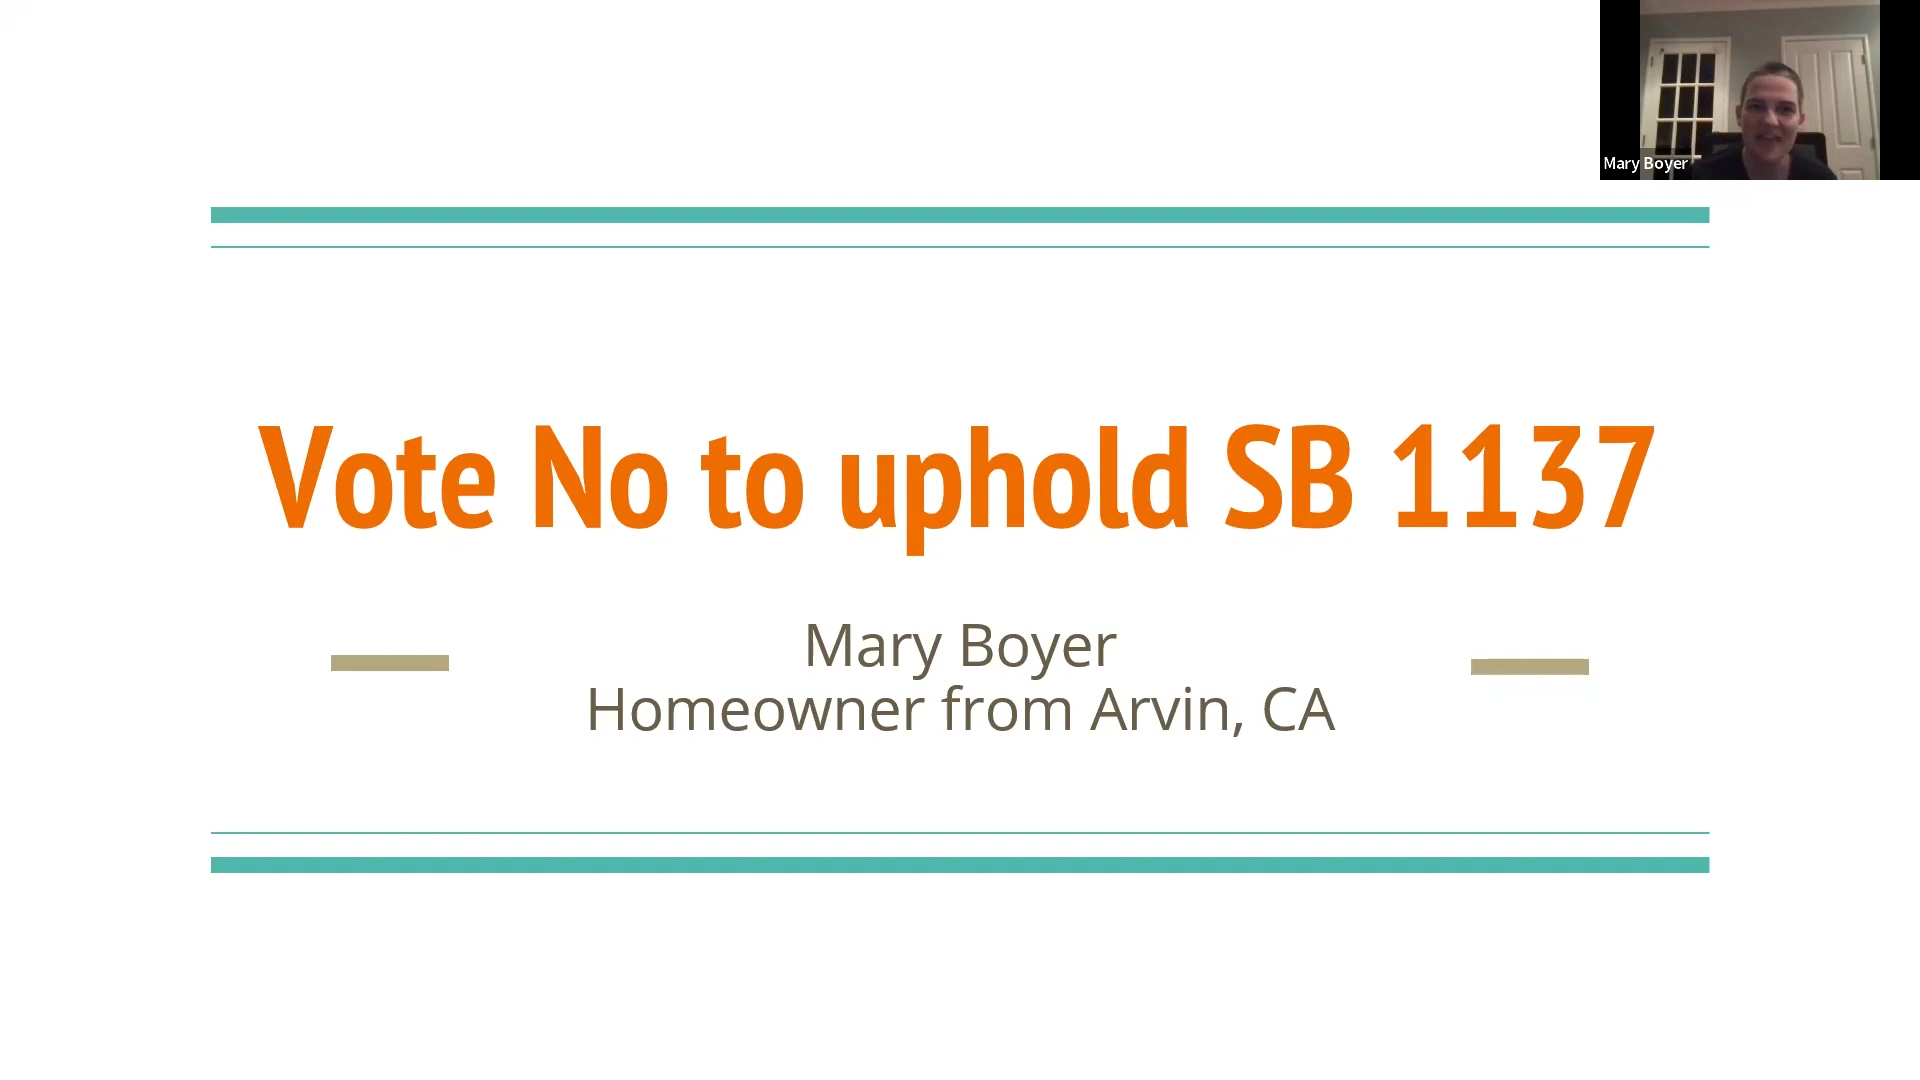 Mary Boyer
Vote No to uphold SB 1137
Mary Boyer
Homeowner from Arvin, CA